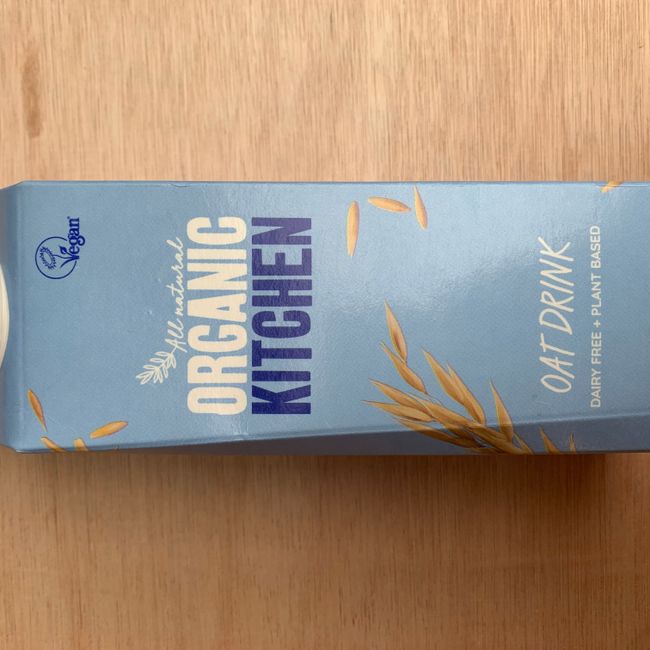 Vegan
All natural
ORGANIC
KITCHEN
OAT DRINK
DAIRY FREE + PLANT BASED